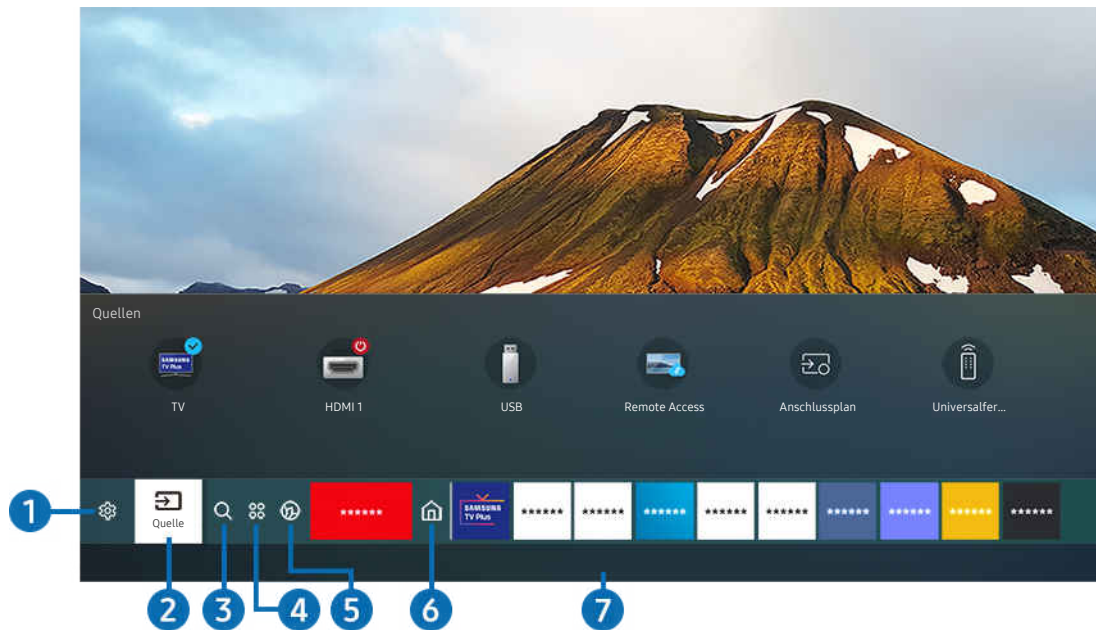 Quellen
SAMSUNG
TV Plus
TV
HDMI 1
USB
Remote Access
Anschlussplan
Universalfer...
1
Quelle
******
SAMSUNG
TV Plus
****** ****** ****** ****** ****** ****** ****** ****** ******
2 3 4 5 6 7